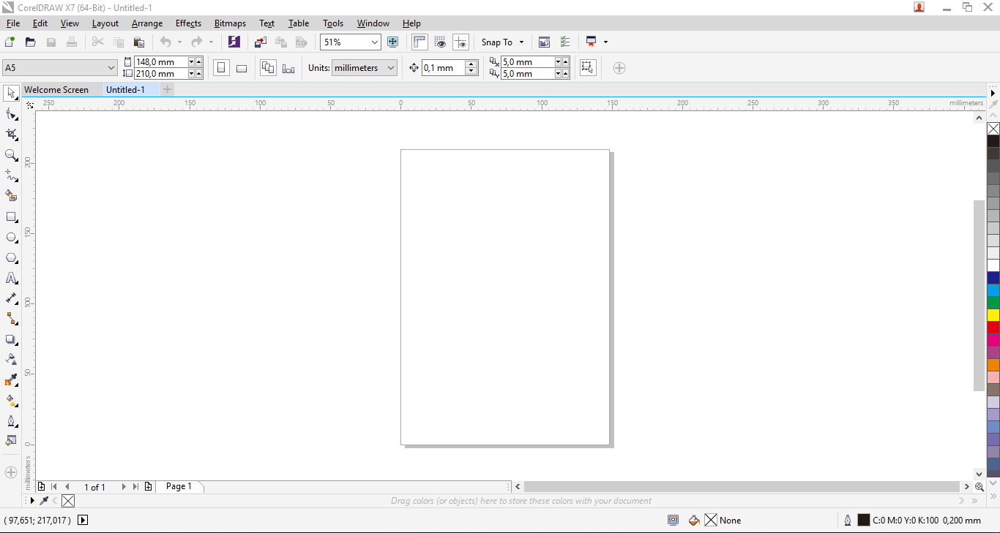 CorelDRAW X7 (64-Bit) - Untitled-1
File Edit View Layout Arrange Effects Bitmaps Text Table Tools Window Help
51% Snap To
A5 148,0 mm 210,0 mm Units: millimeters 0,1 mm 5,0 mm 5,0 mm
Welcome Screen Untitled-1
250 200 150 100 50 0 50 100 150 200 250 300 350 millimeters
200
150
100
50
0
millimeters
1 of 1 Page 1
Drag colors (or objects) here to store these colors with your document
( 97,651; 217,017 ) None C:0 M:0 Y:0 K:100 0,200 mm